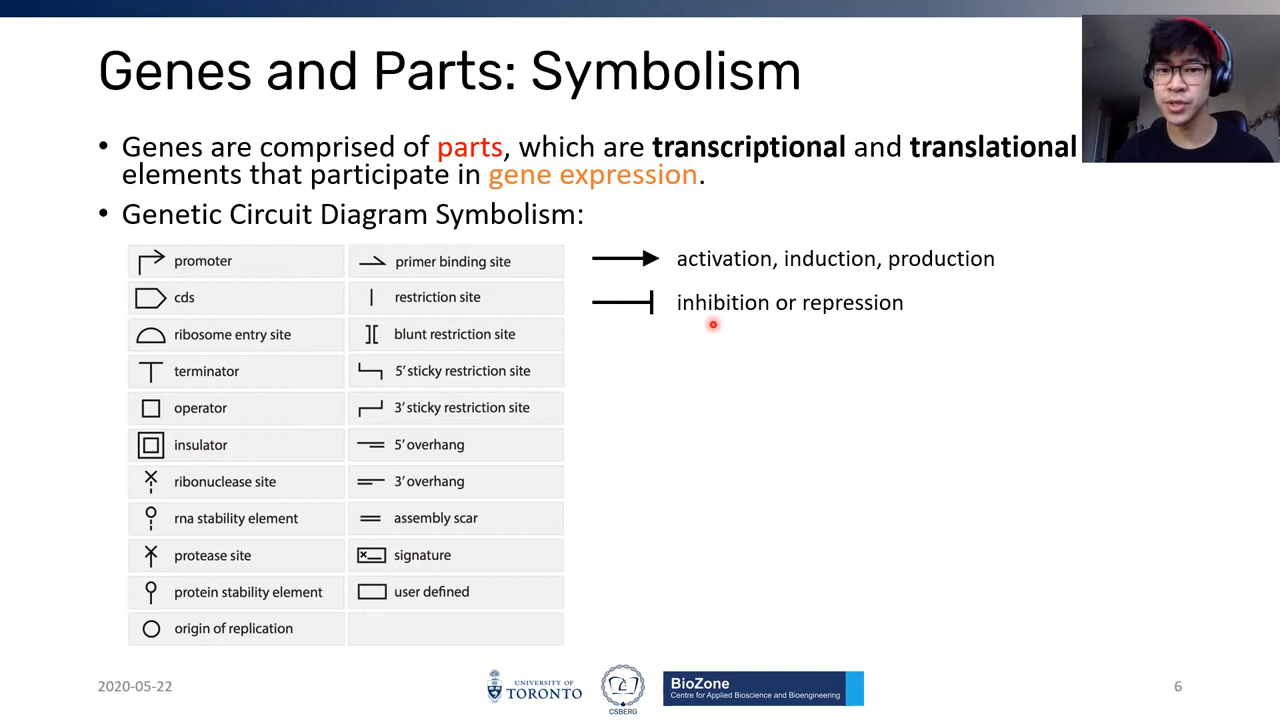 Genes and Parts: Symbolism
• Genes are comprised of parts, which are transcriptional and translational
elements that participate in gene expression.
• Genetic Circuit Diagram Symbolism:
promoter
cds
ribosome entry site
terminator
operator
insulator
ribonuclease site
rna stability element
protease site
protein stability element
origin of replication
primer binding site
restriction site
blunt restriction site
5' sticky restriction site
3' sticky restriction site
5' overhang
3' overhang
assembly scar
signature
user defined
activation, induction, production
inhibition or repression
2020-05-22
UNIVERSITY OF
TORONTO
CSBERG
BioZone
Centre for Applied Bioscience and Bioengineering
6